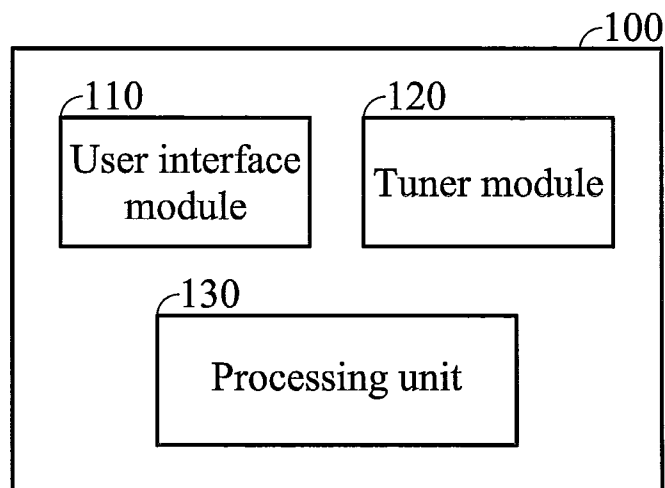 100
110
User interface
module
120
Tuner module
130
Processing unit